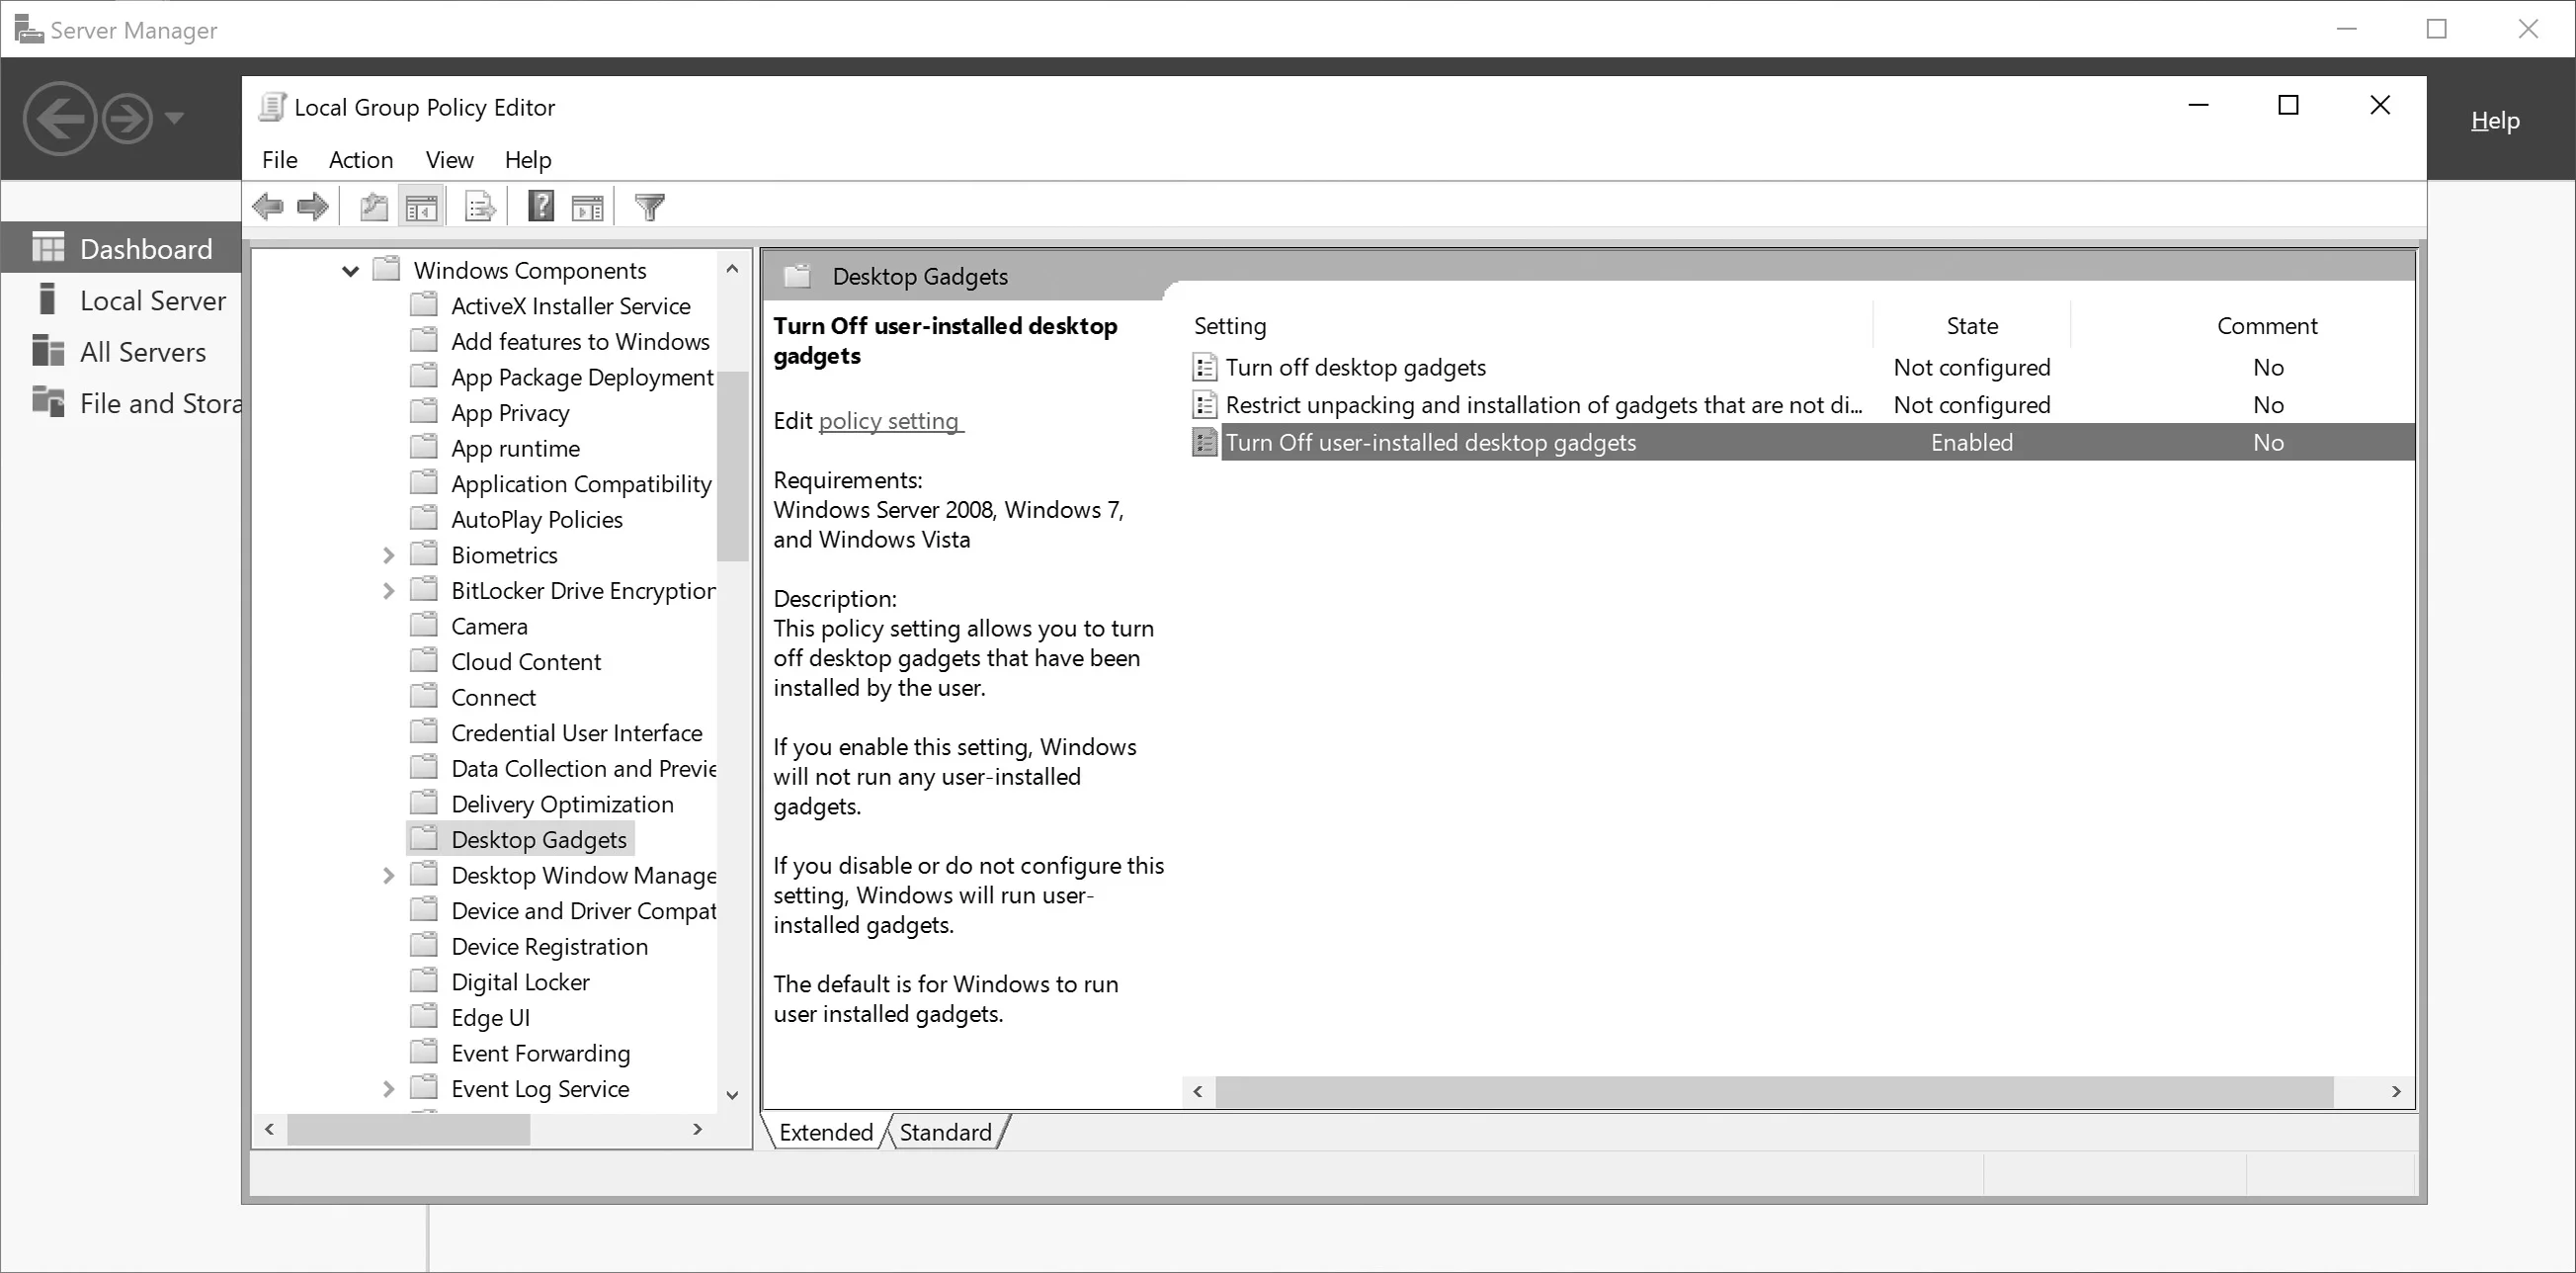 Server Manager
Help
Local Group Policy Editor
File Action View Help
Dashboard
Local Server
All Servers
File and Stora
Windows Components
ActiveX Installer Service
Add features to Windows
App Package Deployment
App Privacy
App runtime
Application Compatibility
AutoPlay Policies
Biometrics
BitLocker Drive Encryption
Camera
Cloud Content
Connect
Credential User Interface
Data Collection and Previe
Delivery Optimization
Desktop Gadgets
Desktop Window Manage
Device and Driver Compat
Device Registration
Digital Locker
Edge UI
Event Forwarding
Event Log Service
Desktop Gadgets
Turn Off user-installed desktop
gadgets
Edit policy setting
Requirements:
Windows Server 2008, Windows 7,
and Windows Vista
Description:
This policy setting allows you to turn
off desktop gadgets that have been
installed by the user.
If you enable this setting, Windows
will not run any user-installed
gadgets.
If you disable or do not configure this
setting, Windows will run user-
installed gadgets.
The default is for Windows to run
user installed gadgets.
Setting State Comment
Turn off desktop gadgets Not configured No
Restrict unpacking and installation of gadgets that are not di... Not configured No
Turn Off user-installed desktop gadgets Enabled No
Extended Standard